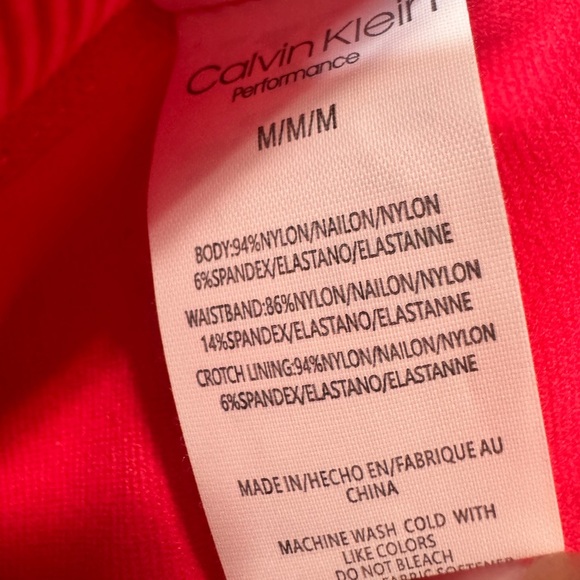 Calvin Klein
Performance
M/M/M
BODY:94%NYLON/NAILON/NYLON
6%SPANDEX/ELASTANO/ELASTANNE
WAISTBAND:86%NYLON/NAILON/NYLON
14%SPANDEX/ELASTANO/ELASTANNE
CROTCH LINING:94%NYLON/NAILON/NYLON
6%SPANDEX/ELASTANO/ELASTANNE
MADE IN/HECHO EN/FABRIQUE AU
CHINA
MACHINE WASH COLD WITH
LIKE COLORS
DO NOT BLEACH
FABRIC SOFTENER